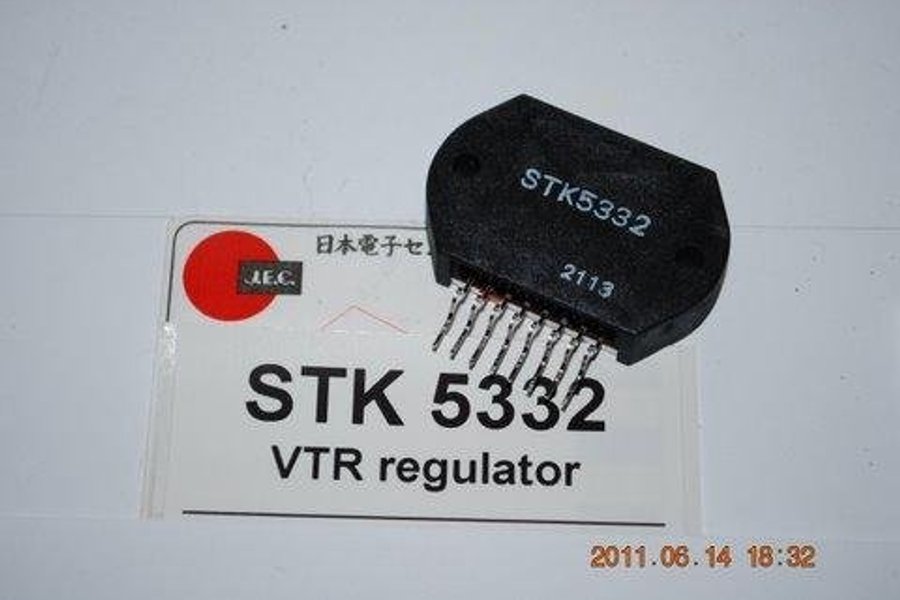 STK5332
2113
日本電子セ
J.E.C.
STK 5332
VTR regulator
2011.06.14 18:32